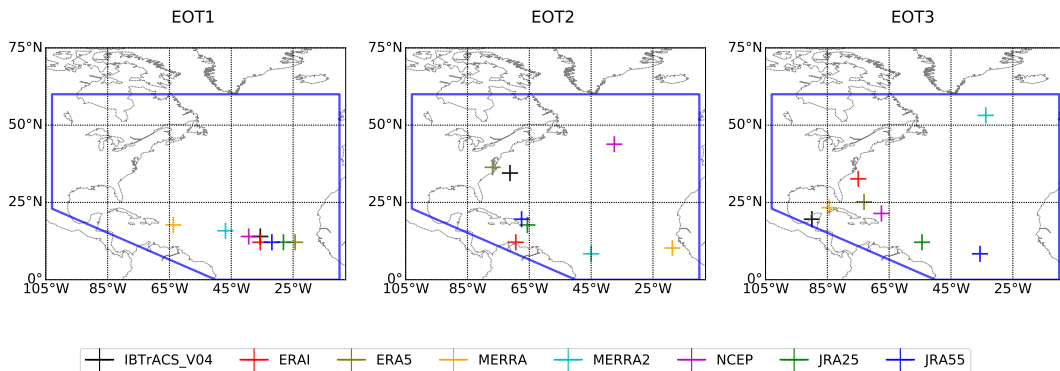 EOT1 EOT2 EOT3
75°N 75°N 75°N
50°N 50°N 50°N
25°N 25°N 25°N
0° 0° 0°
105°W 85°W 65°W 45°W 25°W 105°W 85°W 65°W 45°W 25°W 105°W 85°W 65°W 45°W 25°W
IBTrACS_V04 ERAI ERA5 MERRA MERRA2 NCEP JRA25 JRA55